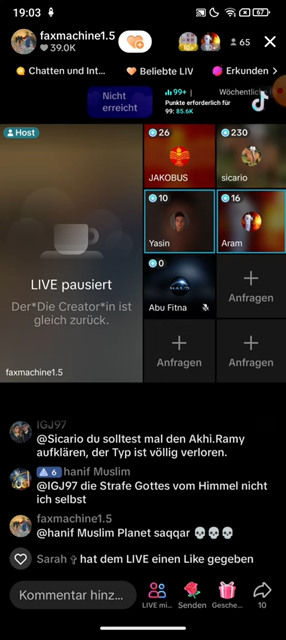 19:03
67
faxmachine1.5
39.0K
65
Chatten und Int...
Beliebte LIV
Erkunden
Nicht
erreicht
99+
Wöchentlich
Punkte erforderlich für
99: 85.6K
Host
26
JAKOBUS
230
sicario
10
Yasin
16
Aram
LIVE pausiert
Der*Die Creator*in ist
gleich zurück.
0
Abu Fitna
Anfragen
Anfragen
Anfragen
faxmachine1.5
IGJ97
@Sicario du solltest mal den Akhi.Ramy
aufklären, der Typ ist völlig verloren.
6 hanif Muslim
@IGJ97 die Strafe Gottes vom Himmel nicht
ich selbst
faxmachine1.5
@hanif Muslim Planet saqqar 💀💀💀
Sarah ✞ hat dem LIVE einen Like gegeben
Kommentar hinz...
LIVE mi...
Senden
Gesche...
10